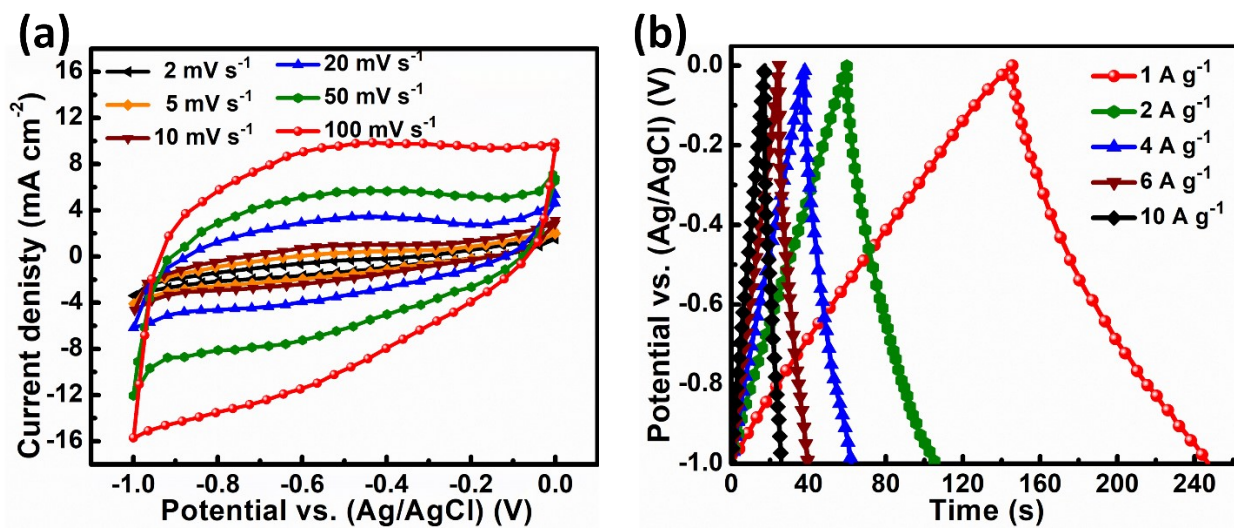 (a)
16
12
8
4
0
-4
-8
-12
-16
Current denisty (mA cm⁻²)
2 mV s⁻¹
5 mV s⁻¹
10 mV s⁻¹
20 mV s⁻¹
50 mV s⁻¹
100 mV s⁻¹
-1.0 -0.8 -0.6 -0.4 -0.2 0.0
Potential vs. (Ag/AgCl) (V)
(b)
0.0
-0.2
-0.4
-0.6
-0.8
-1.0
Potential vs. (Ag/AgCl) (V)
1 A g⁻¹
2 A g⁻¹
4 A g⁻¹
6 A g⁻¹
10 A g⁻¹
0 40 80 120 160 200 240
Time (s)